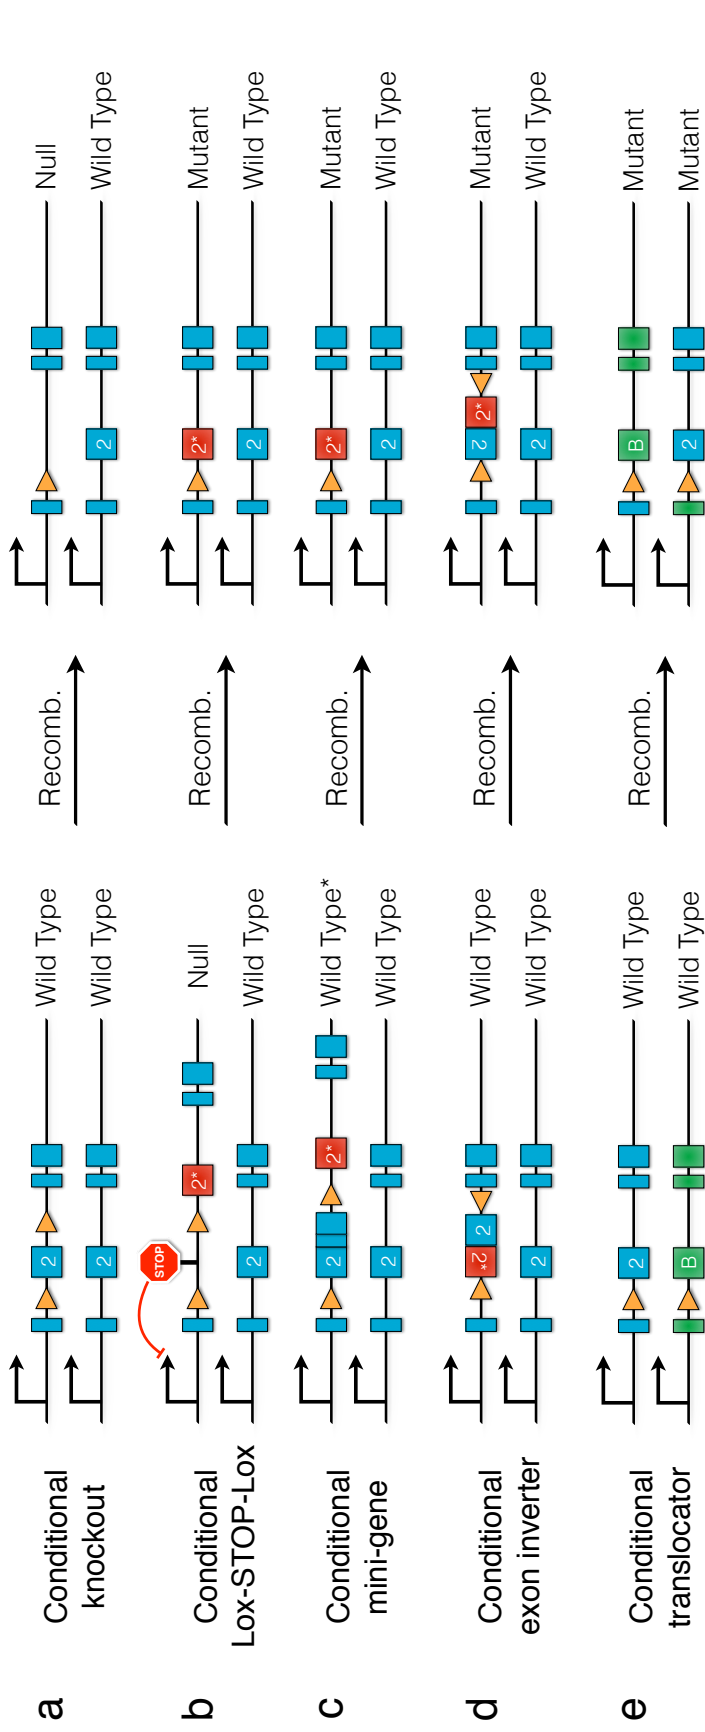 a
Conditional
knockout
2
Wild Type
2
Wild Type
Recomb.
Null
2
Wild Type
b
Conditional
Lox-STOP-Lox
STOP
2*
Null
2
Wild Type
Recomb.
2*
Mutant
2
Wild Type
c
Conditional
mini-gene
2
2*
Wild Type*
2
Wild Type
Recomb.
2*
Mutant
2
Wild Type
d
Conditional
exon inverter
2*
2
Wild Type
2
Wild Type
Recomb.
2
2*
Mutant
2
Wild Type
e
Conditional
translocator
2
Wild Type
B
Wild Type
Recomb.
B
Mutant
2
Mutant